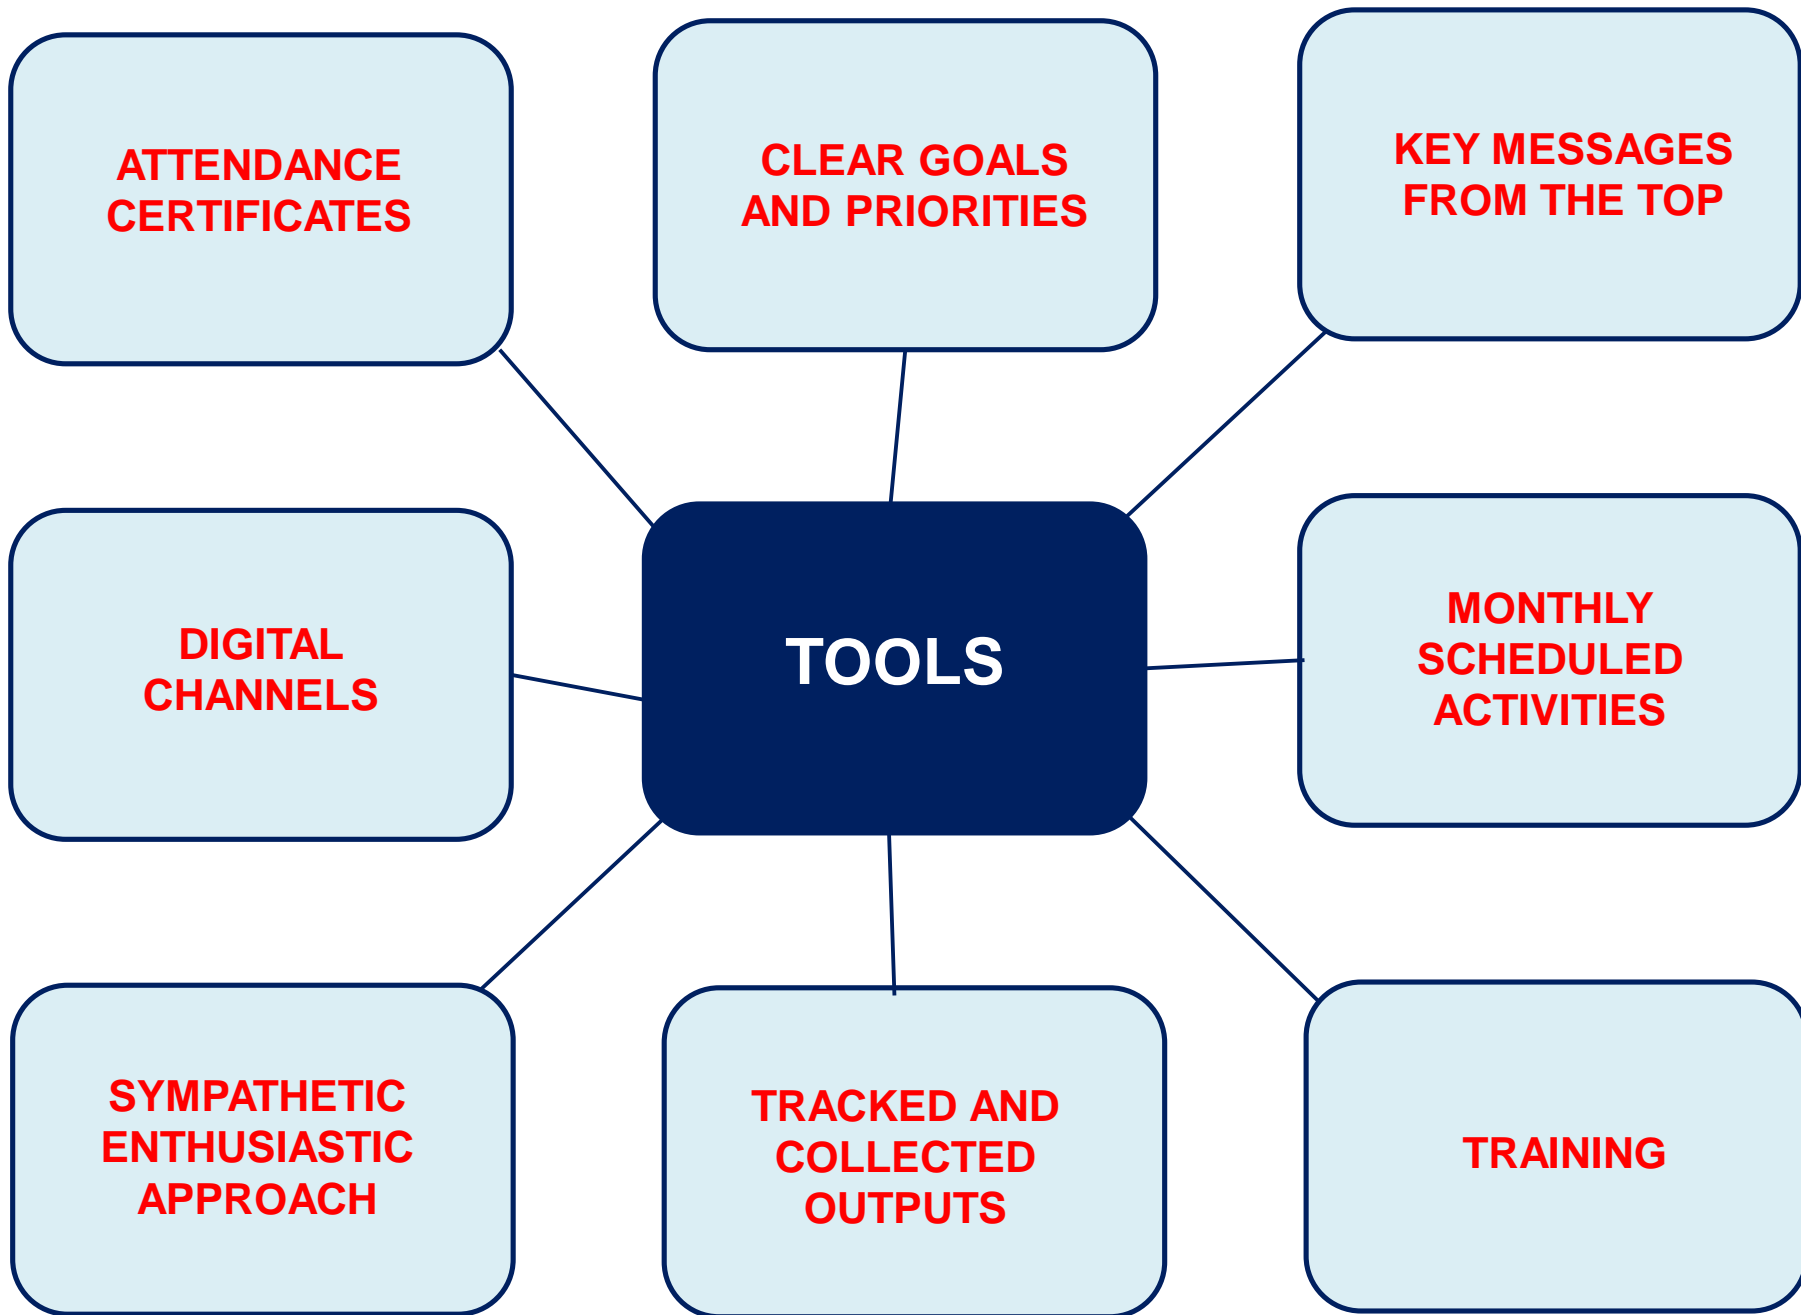 ATTENDANCE
CERTIFICATES
CLEAR GOALS
AND PRIORITIES
KEY MESSAGES
FROM THE TOP
DIGITAL
CHANNELS
TOOLS
MONTHLY
SCHEDULED
ACTIVITIES
SYMPATHETIC
ENTHUSIASTIC
APPROACH
TRACKED AND
COLLECTED
OUTPUTS
TRAINING